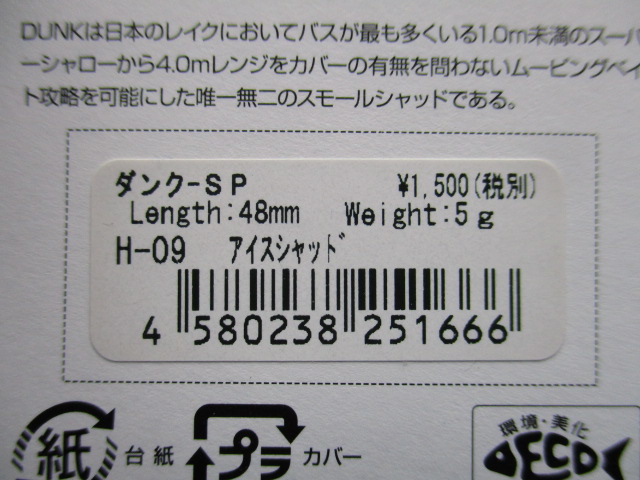 DUNKは日本のレイクにおいてバスが最も多くいる1.0m未満のスーパ
ーシャローから4.0mレンジをカバーの有無を問わないムービングベイ
ト攻略を可能にした唯一無二のスモールシャッドである。
ダンク-SP ¥1,500(税別)
Length:48mm Weight:5g
H-09 アイスシャッド
4 580238 251666
紙 台紙 プラ カバー
環境・美化
ECO